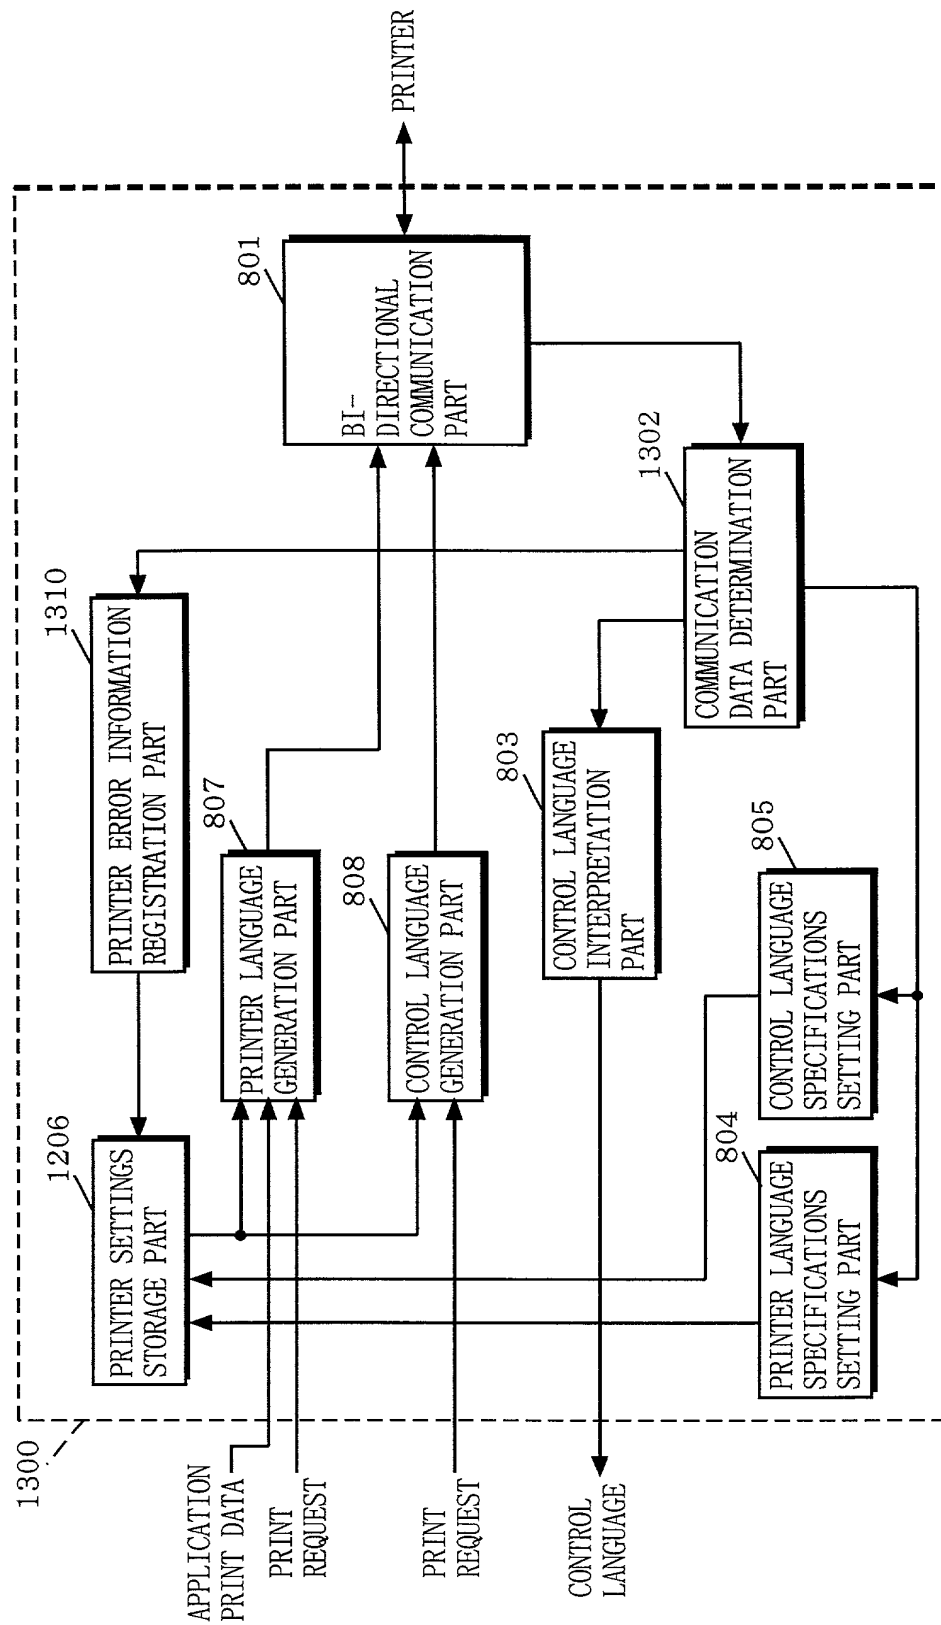 1300
1206
PRINTER SETTINGS
STORAGE PART
1310
PRINTER ERROR INFORMATION
REGISTRATION PART
APPLICATION
PRINT DATA
PRINT
REQUEST
807
PRINTER LANGUAGE
GENERATION PART
801
BI-
DIRECTIONAL
COMMUNICATION
PART
PRINTER
PRINT
REQUEST
808
CONTROL LANGUAGE
GENERATION PART
CONTROL
LANGUAGE
803
CONTROL LANGUAGE
INTERPRETATION
PART
1302
COMMUNICATION
DATA DETERMINATION
PART
804
PRINTER LANGUAGE
SPECIFICATIONS
SETTING PART
805
CONTROL LANGUAGE
SPECIFICATIONS
SETTING PART